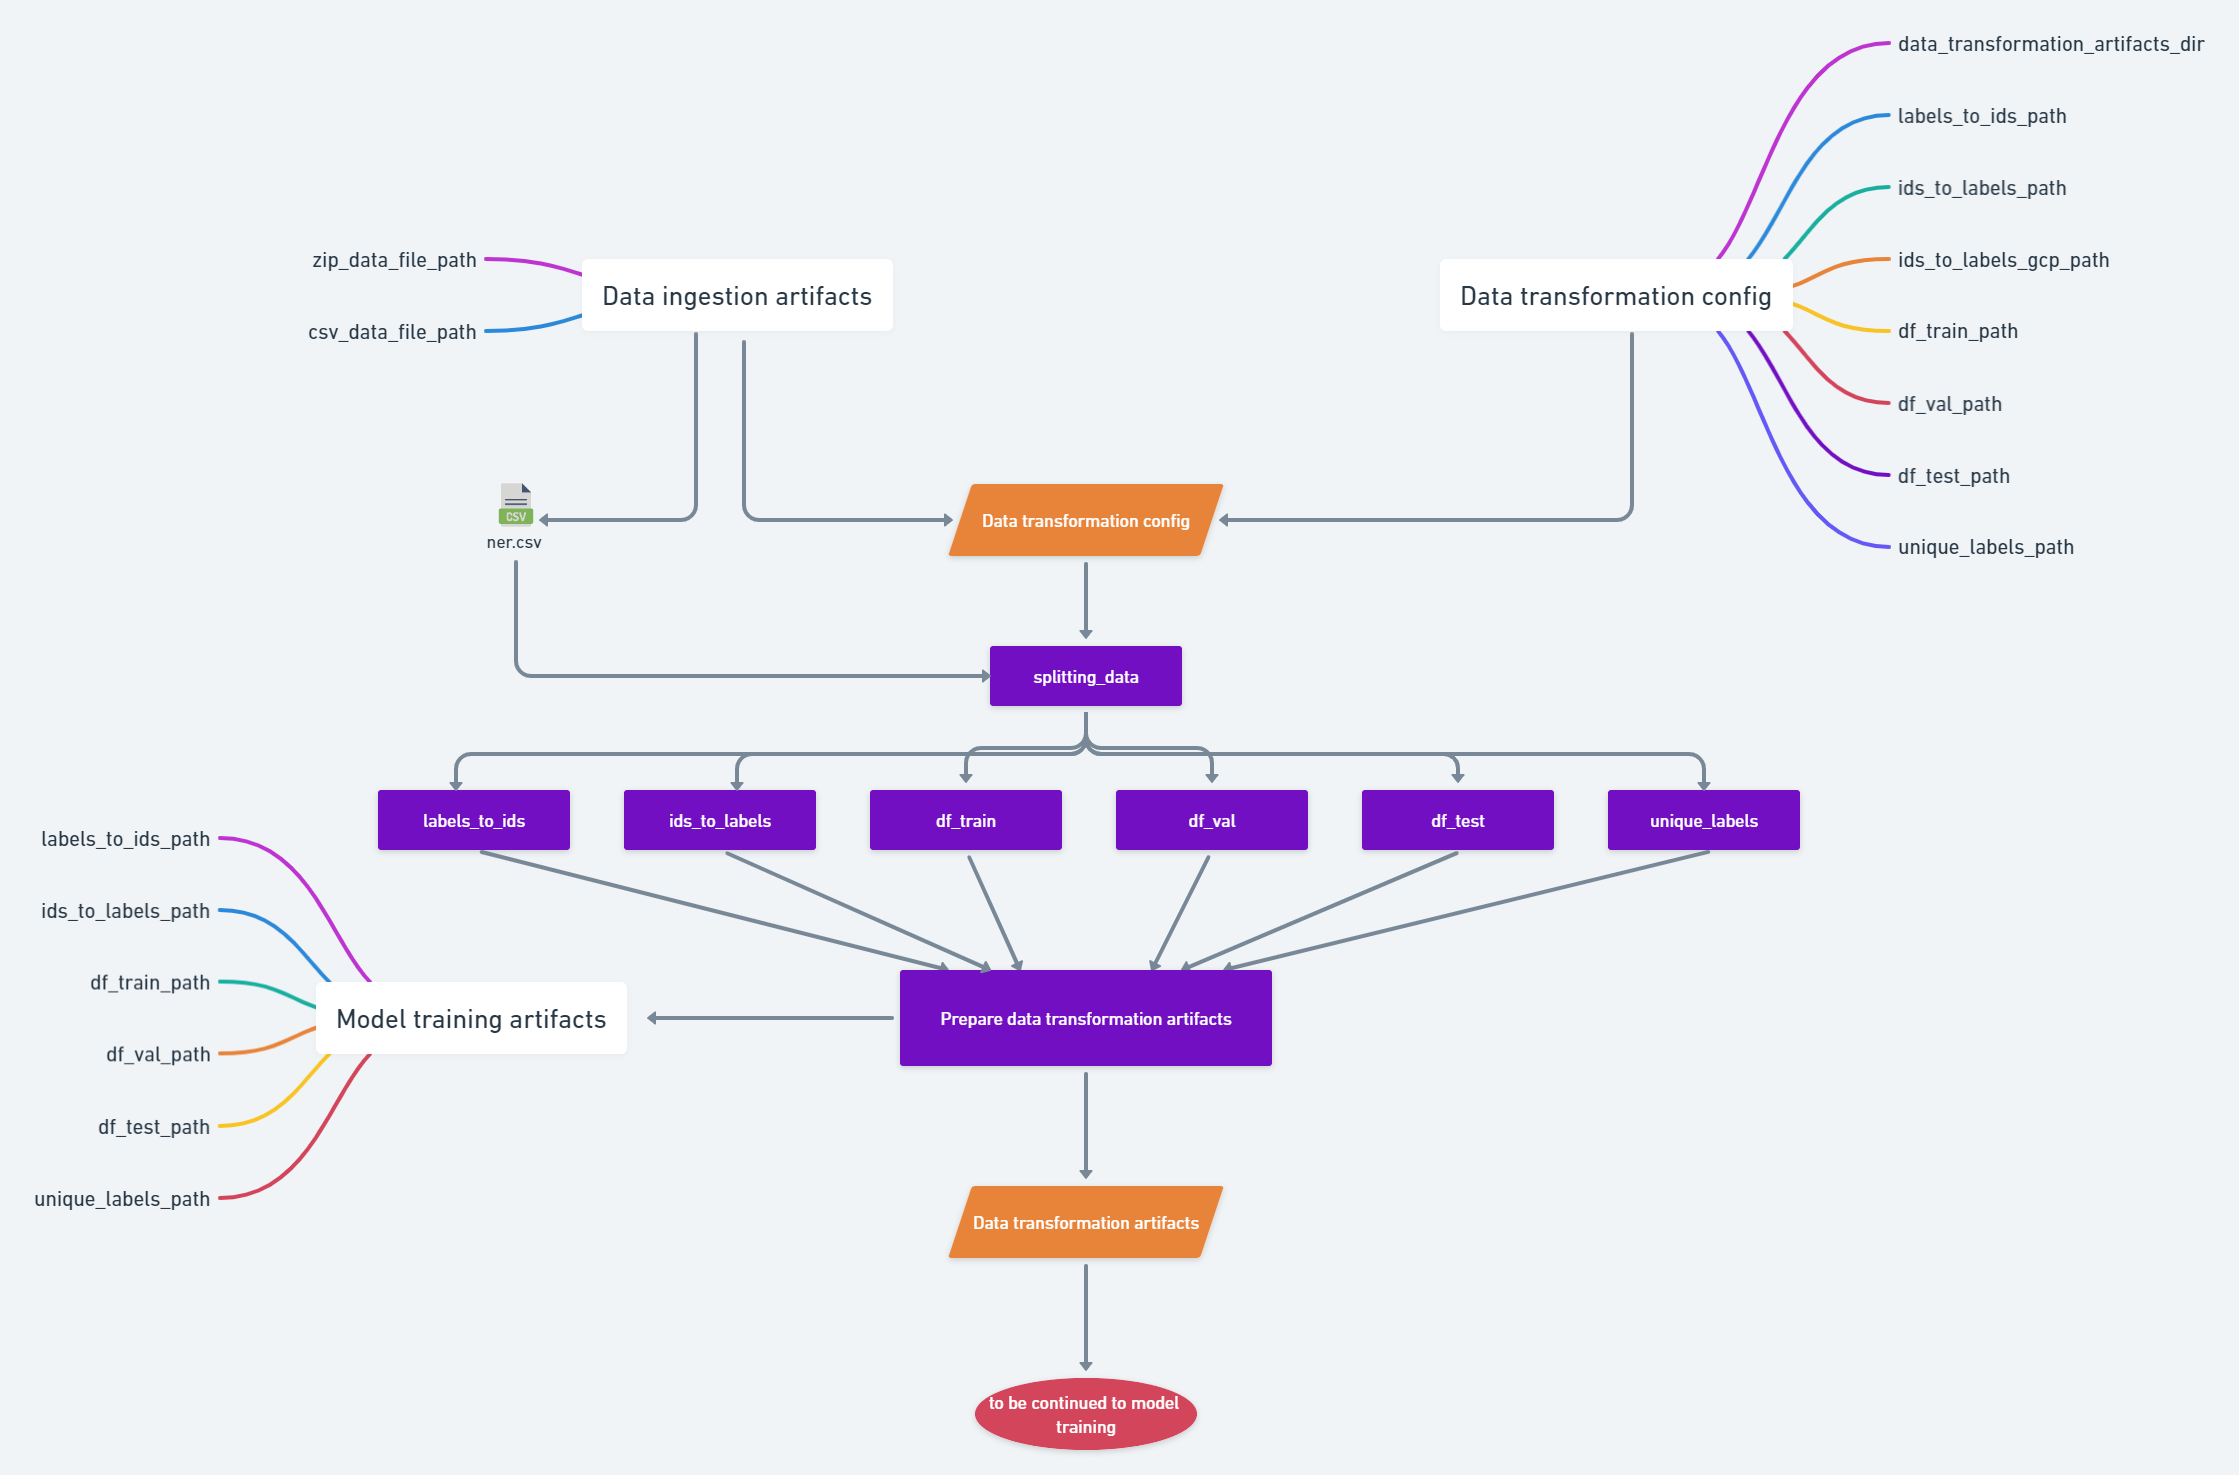 data_transformation_artifacts_dir
labels_to_ids_path
ids_to_labels_path
ids_to_labels_gcp_path
df_train_path
df_val_path
df_test_path
unique_labels_path
Data transformation config
zip_data_file_path
csv_data_file_path
Data ingestion artifacts
CSV
ner.csv
Data transformation config
splitting_data
labels_to_ids
ids_to_labels
df_train
df_val
df_test
unique_labels
labels_to_ids_path
ids_to_labels_path
df_train_path
df_val_path
df_test_path
unique_labels_path
Model training artifacts
Prepare data transformation artifacts
Data transformation artifacts
to be continued to model
training